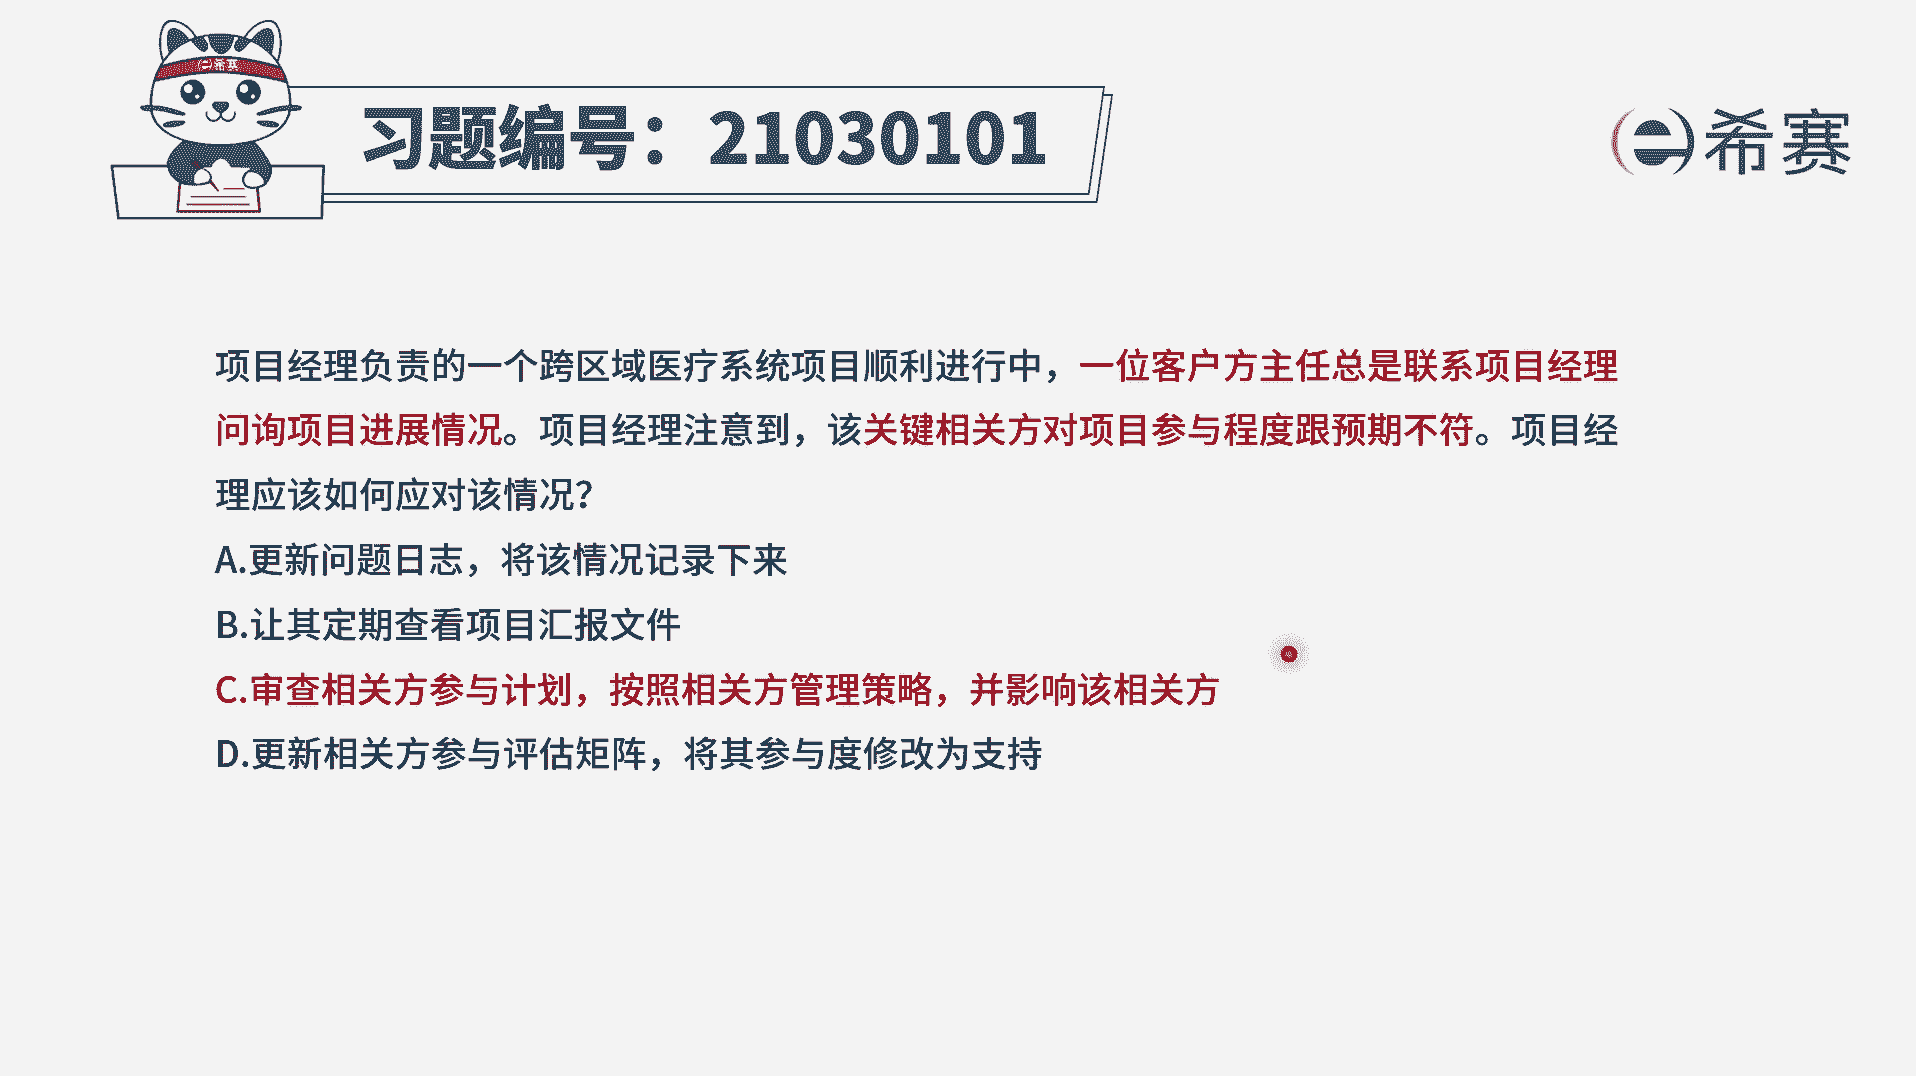 e希赛
习题编号：21030101
e希赛
项目经理负责的一个跨区域医疗系统项目顺利进行中，一位客户方主任总是联系项目经理
问询项目进展情况。项目经理注意到，该关键相关方对项目参与程度跟预期不符。项目经
理应该如何应对该情况？
A.更新问题日志，将该情况记录下来
B.让其定期查看项目汇报文件
C.审查相关方参与计划，按照相关方管理策略，并影响该相关方
D.更新相关方参与评估矩阵，将其参与度修改为支持